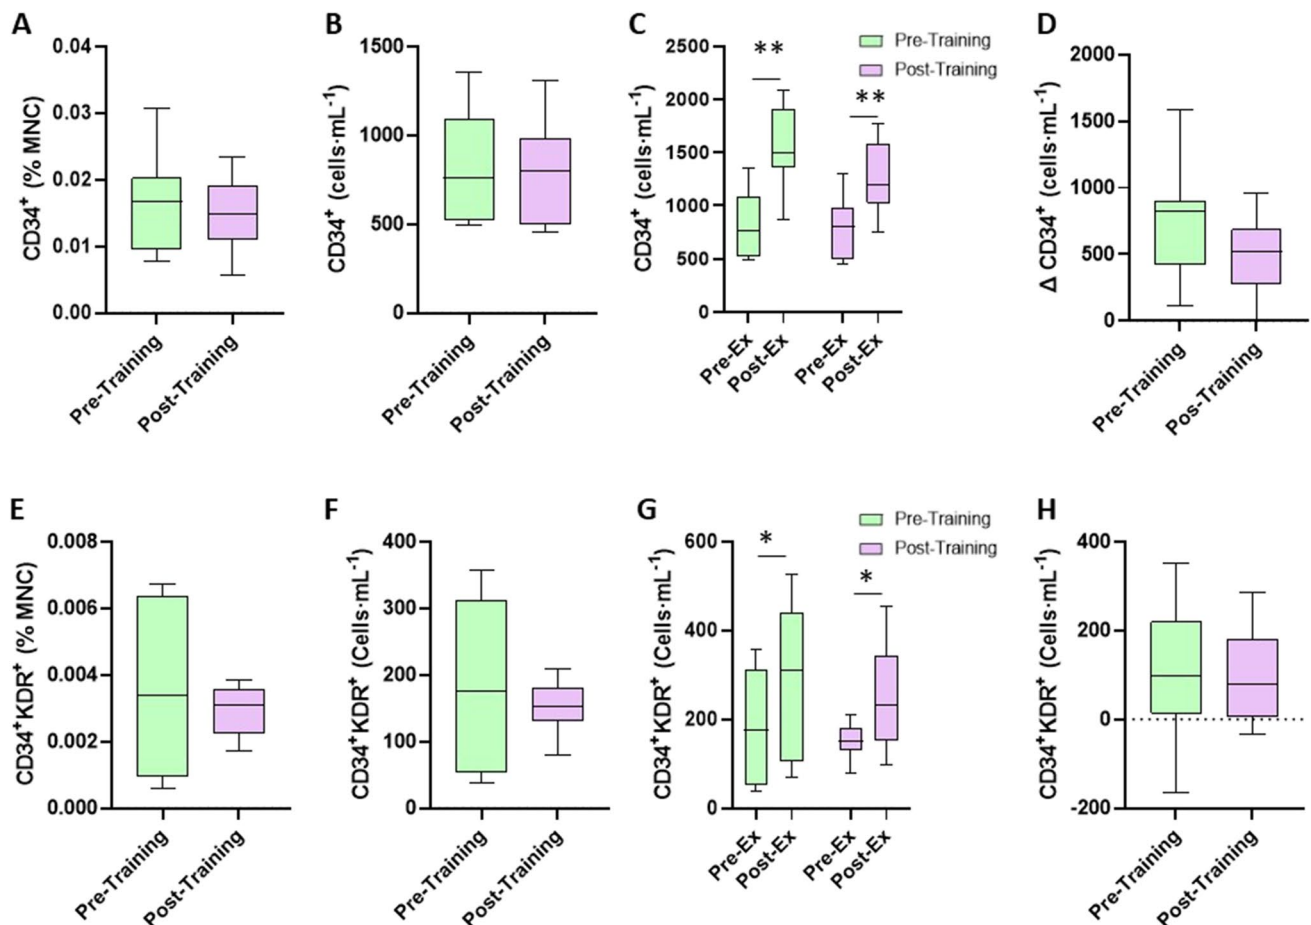 A
CD34⁺ (% MNC)
0.04
0.03
0.02
0.01
0.00
Pre-Training
Post-Training
B
CD34⁺ (cells·mL⁻¹)
1500
1000
500
0
Pre-Training
Post-Training
C
CD34⁺ (cells·mL⁻¹)
2500
2000
1500
1000
500
0
Pre-Training
Post-Training
**
**
Pre-Ex
Post-Ex
Pre-Ex
Post-Ex
D
Δ CD34⁺ (cells·mL⁻¹)
2000
1500
1000
500
0
Pre-Training
Pos-Training
E
CD34⁺KDR⁺ (% MNC)
0.008
0.006
0.004
0.002
0.000
Pre-Training
Post-Training
F
CD34⁺KDR⁺ (Cells·mL⁻¹)
400
300
200
100
0
Pre-Training
Post-Training
G
CD34⁺KDR⁺ (Cells·mL⁻¹)
600
400
200
0
Pre-Training
Post-Training
*
*
Pre-Ex
Post-Ex
Pre-Ex
Post-Ex
H
CD34⁺KDR⁺ (Cells·mL⁻¹)
400
200
0
-200
Pre-Training
Post-Training